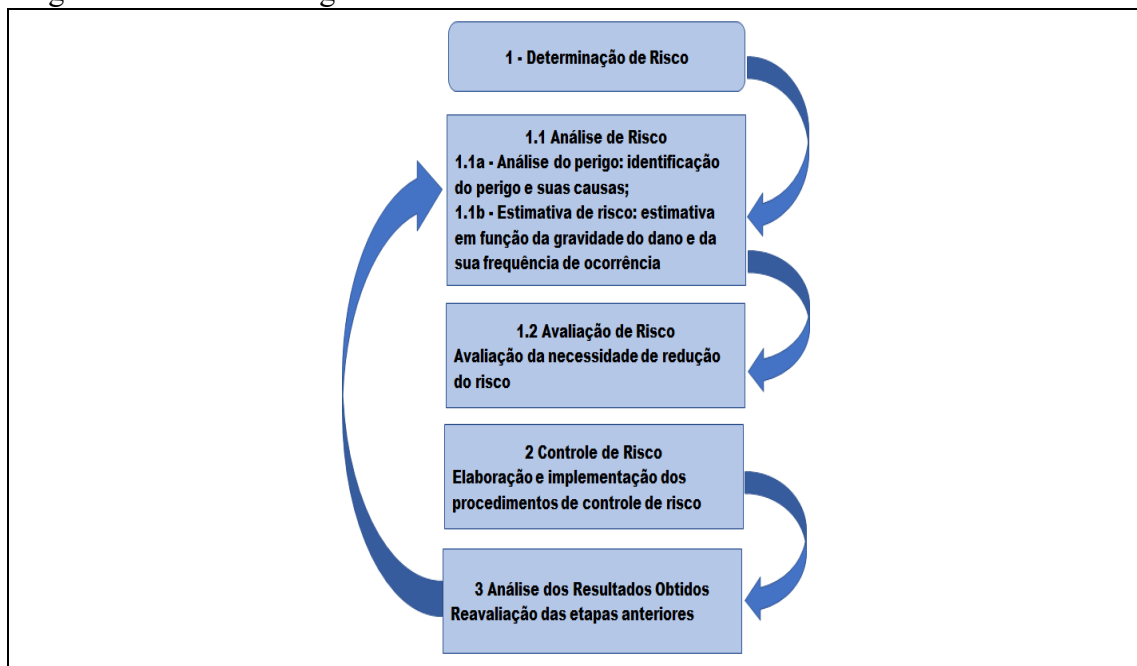 1 - Determinação de Risco
1.1 Análise de Risco
1.1a - Análise do perigo: identificação
do perigo e suas causas;
1.1b - Estimativa de risco: estimativa
em função da gravidade do dano e da
sua frequência de ocorrência
1.2 Avaliação de Risco
Avaliação da necessidade de redução
do risco
2 Controle de Risco
Elaboração e implementação dos
procedimentos de controle de risco
3 Análise dos Resultados Obtidos
Reavaliação das etapas anteriores